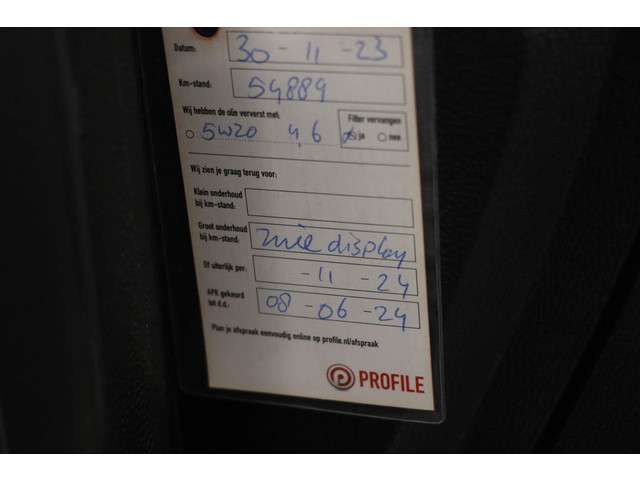 Datum: 30 - 11 - 23
Km-stand: 59889
Wij hebben de olie ververst met:
5W20 4,6
Filter vervangen
ja nee
Wij zien je graag terug voor:
Klein onderhoud
bij km-stand:
Groot onderhoud
bij km-stand: zie display
Of uiterlijk per: -11 - 24
APK gekeurd
tot d.d.: 08 - 06 - 24
Plan je afspraak eenvoudig online op profile.nl/afspraak
PROFILE